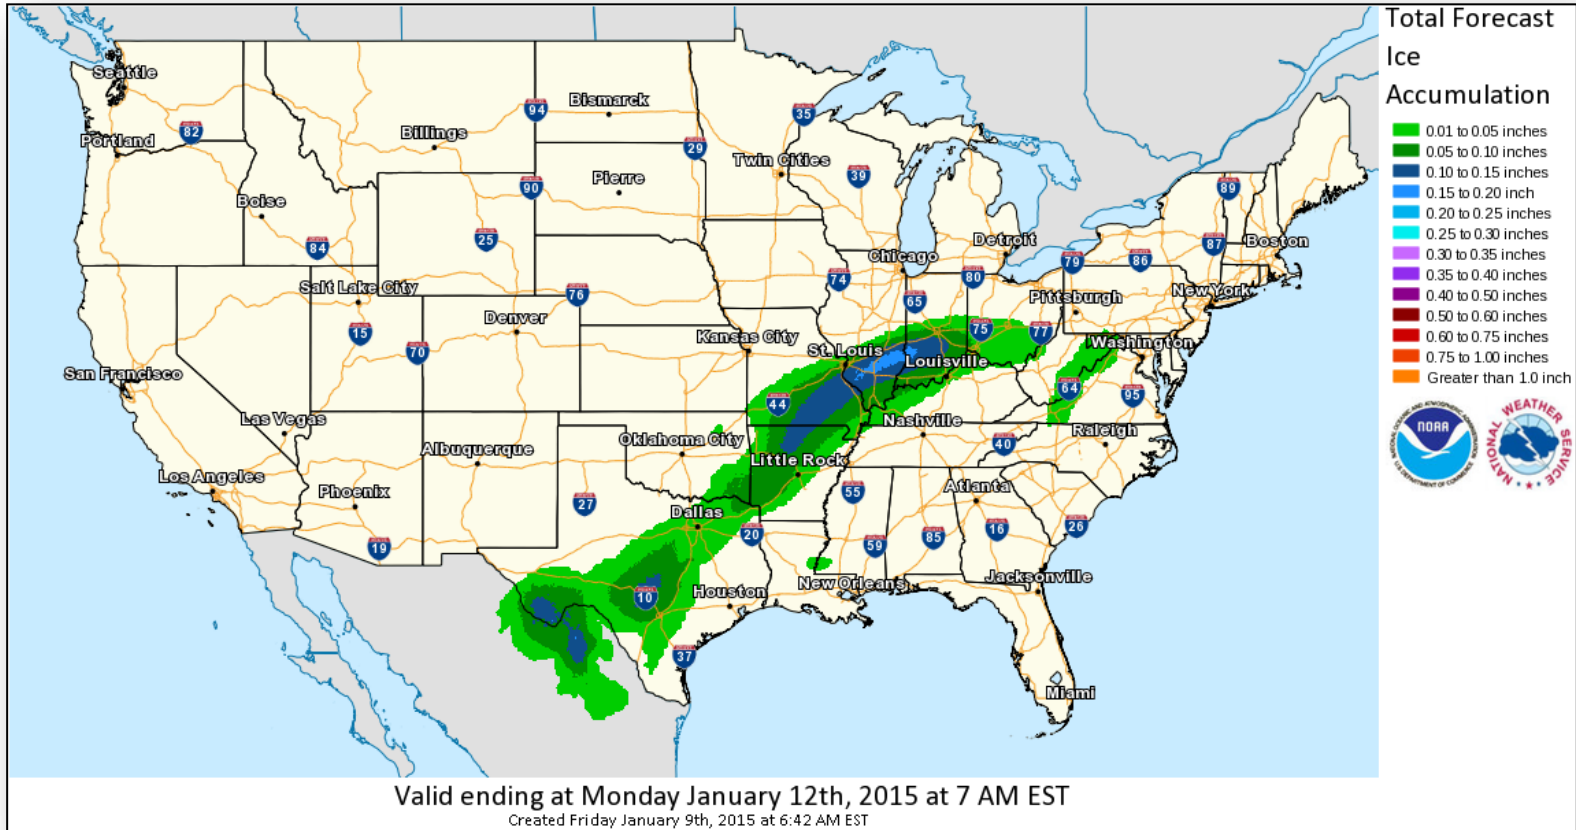 Total Forecast
Ice
Accumulation
0.01 to 0.05 inches
0.05 to 0.10 inches
0.10 to 0.15 inches
0.15 to 0.20 inch
0.20 to 0.25 inches
0.25 to 0.30 inches
0.30 to 0.35 inches
0.35 to 0.40 inches
0.40 to 0.50 inches
0.50 to 0.60 inches
0.60 to 0.75 inches
0.75 to 1.00 inches
Greater than 1.0 inch
NOAA
NATIONAL OCEANIC AND ATMOSPHERIC ADMINISTRATION
U.S. DEPARTMENT OF COMMERCE
NATIONAL WEATHER SERVICE
Seattle
Portland
82
Billings
94
Bismarck
35
29
Twin Cities
39
90
Pierre
89
Boise
84
25
87
Boston
Detroit
Chicago
79
86
74
80
Salt Lake City
76
65
Pittsburgh
New York
15
Denver
70
Kansas City
75
77
Washington
St. Louis
Louisville
San Francisco
44
64
95
Las Vegas
Nashville
Raleigh
Oklahoma City
40
Albuquerque
Little Rock
Los Angeles
Phoenix
Atlanta
27
55
Dallas
16
26
19
20
59
85
Jacksonville
New Orleans
10
Houston
37
Miami
Valid ending at Monday January 12th, 2015 at 7 AM EST
Created Friday January 9th, 2015 at 6:42 AM EST